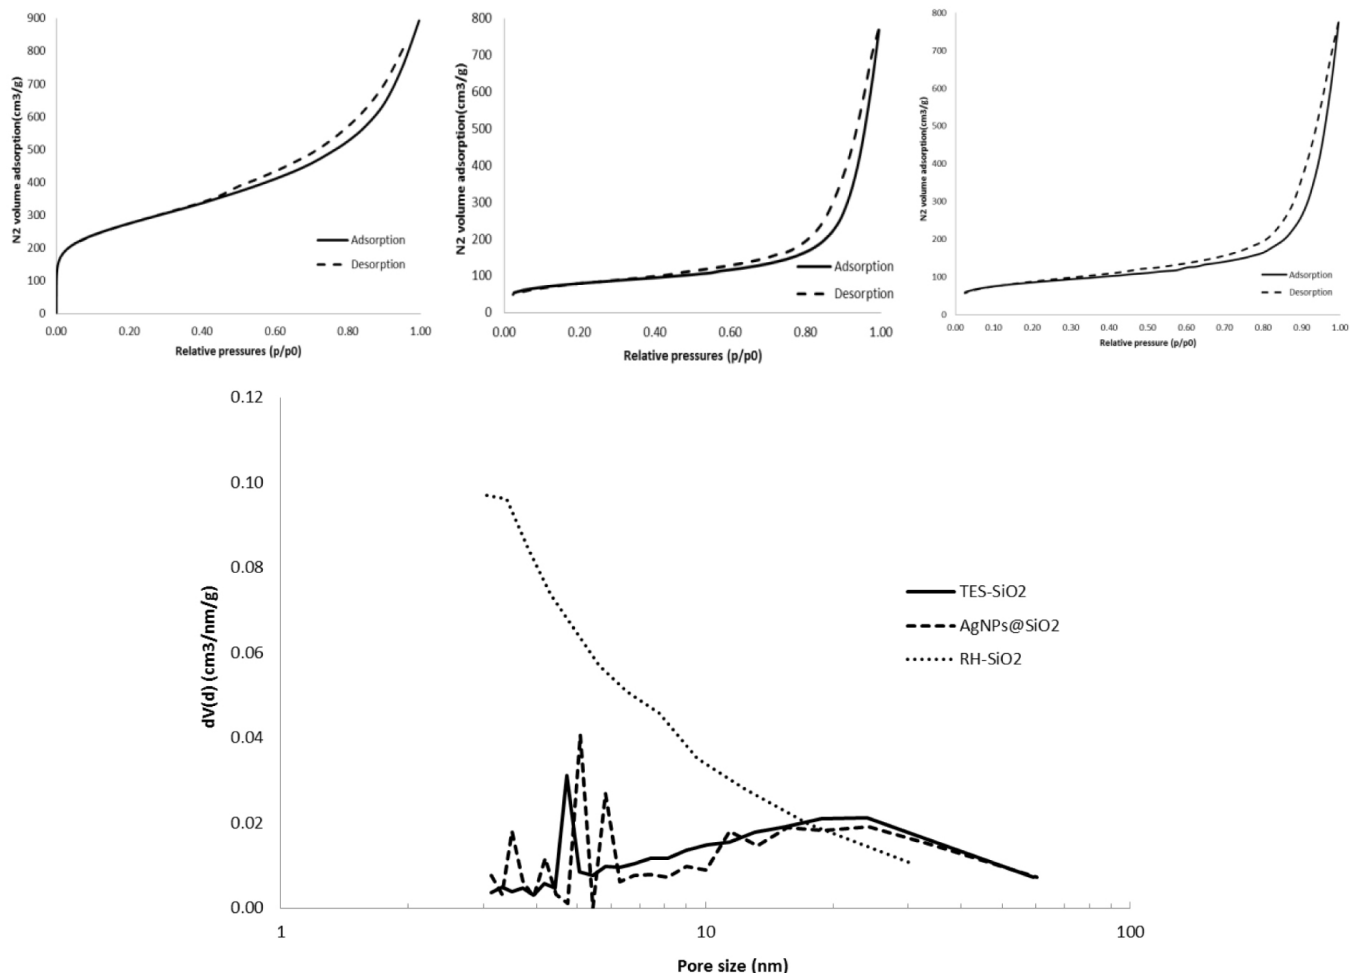 900
800
700
600
500
400
300
200
100
0
N2 volume adsorption(cm3/g)
0.00 0.20 0.40 0.60 0.80 1.00
Relative pressures (p/p0)
Adsorption
Desorption
800
700
600
500
400
300
200
100
0
N2 volume adsorption(cm3/g)
0.00 0.20 0.40 0.60 0.80 1.00
Relative pressures (p/p0)
Adsorption
Desorption
800
700
600
500
400
300
200
100
0
N2 volume adsorption(cm3/g)
0.00 0.10 0.20 0.30 0.40 0.50 0.60 0.70 0.80 0.90 1.00
Relative pressure (p/p0)
Adsorption
Desorption
0.12
0.10
0.08
0.06
0.04
0.02
0.00
dV(d) (cm3/nm/g)
1 10 100
Pore size (nm)
TES-SiO2
AgNPs@SiO2
RH-SiO2